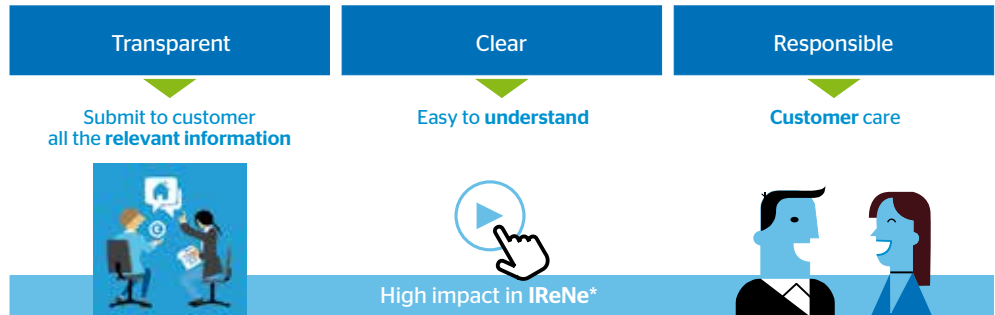 Transparent
Clear
Responsible
Submit to customer
all the relevant information
Easy to understand
Customer care
High impact in IReNe*